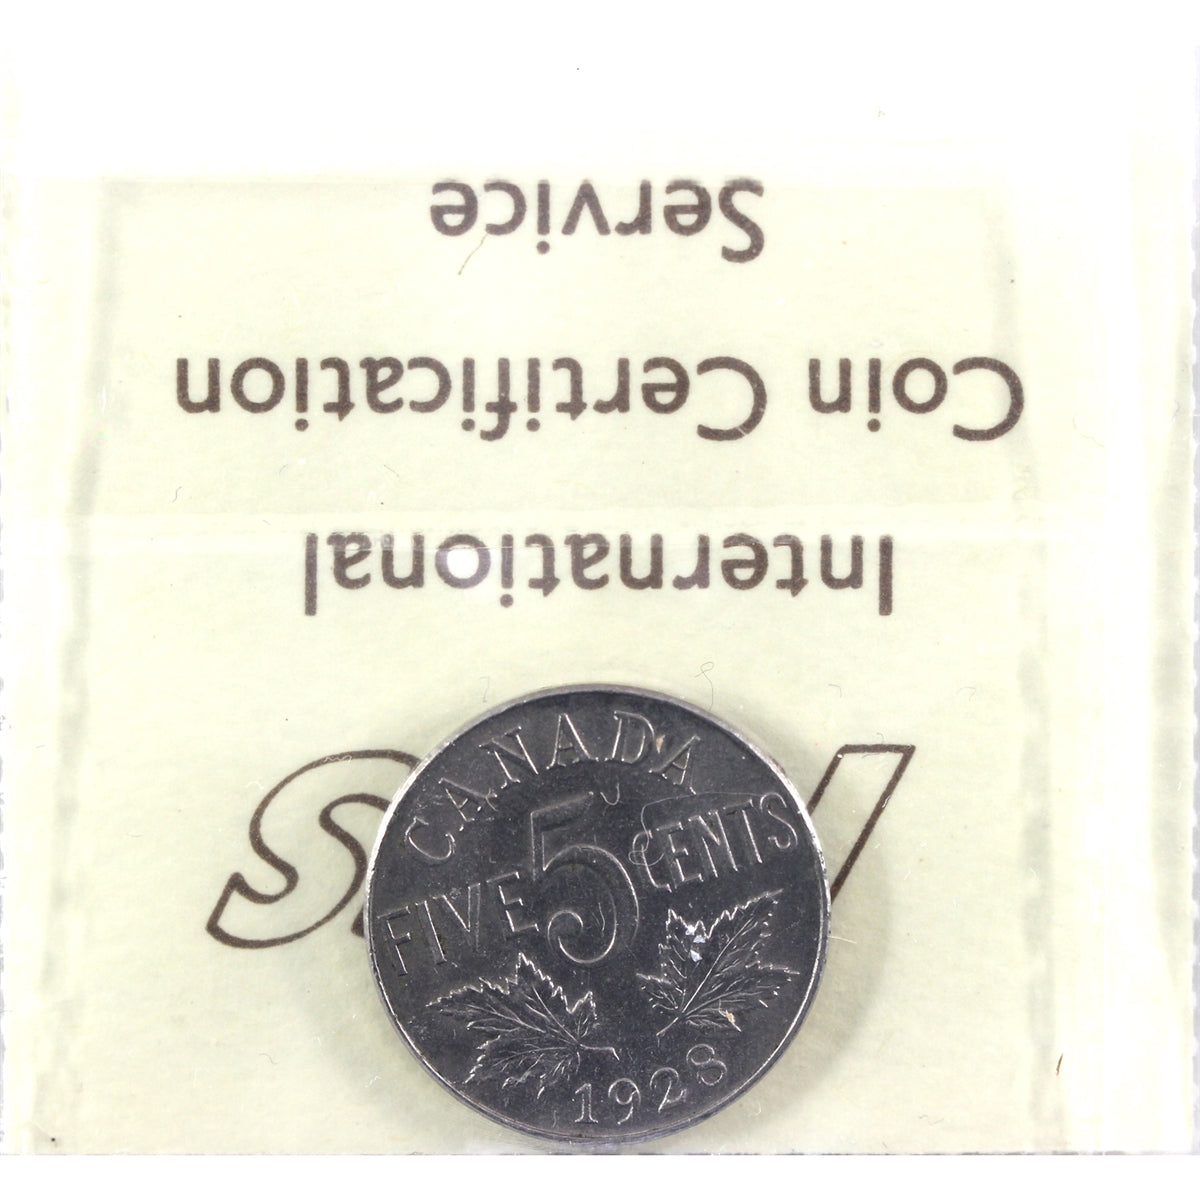 International
Coin Certification
Service
CANADA
FIVE 5 CENTS
1928